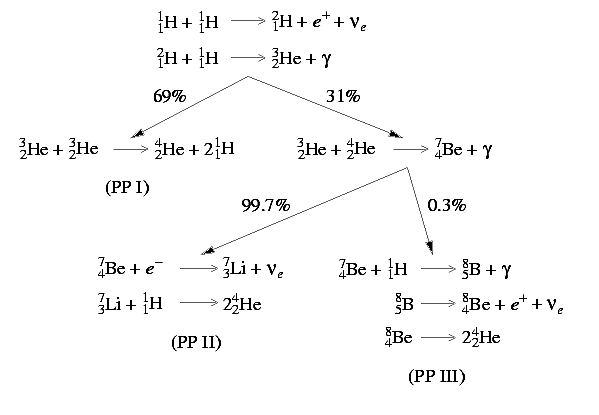 ¹₁H + ¹₁H ⟶ ²₁H + e⁺ + νₑ
²₁H + ¹₁H ⟶ ³₂He + γ
69% 31%
³₂He + ³₂He ⟶ ⁴₂He + 2¹₁H
(PP I)
³₂He + ⁴₂He ⟶ ⁷₄Be + γ
99.7% 0.3%
⁷₄Be + e⁻ ⟶ ⁷₃Li + νₑ
⁷₃Li + ¹₁H ⟶ 2⁴₂He
(PP II)
⁷₄Be + ¹₁H ⟶ ⁸₅B + γ
⁸₅B ⟶ ⁸₄Be + e⁺ + νₑ
⁸₄Be ⟶ 2⁴₂He
(PP III)